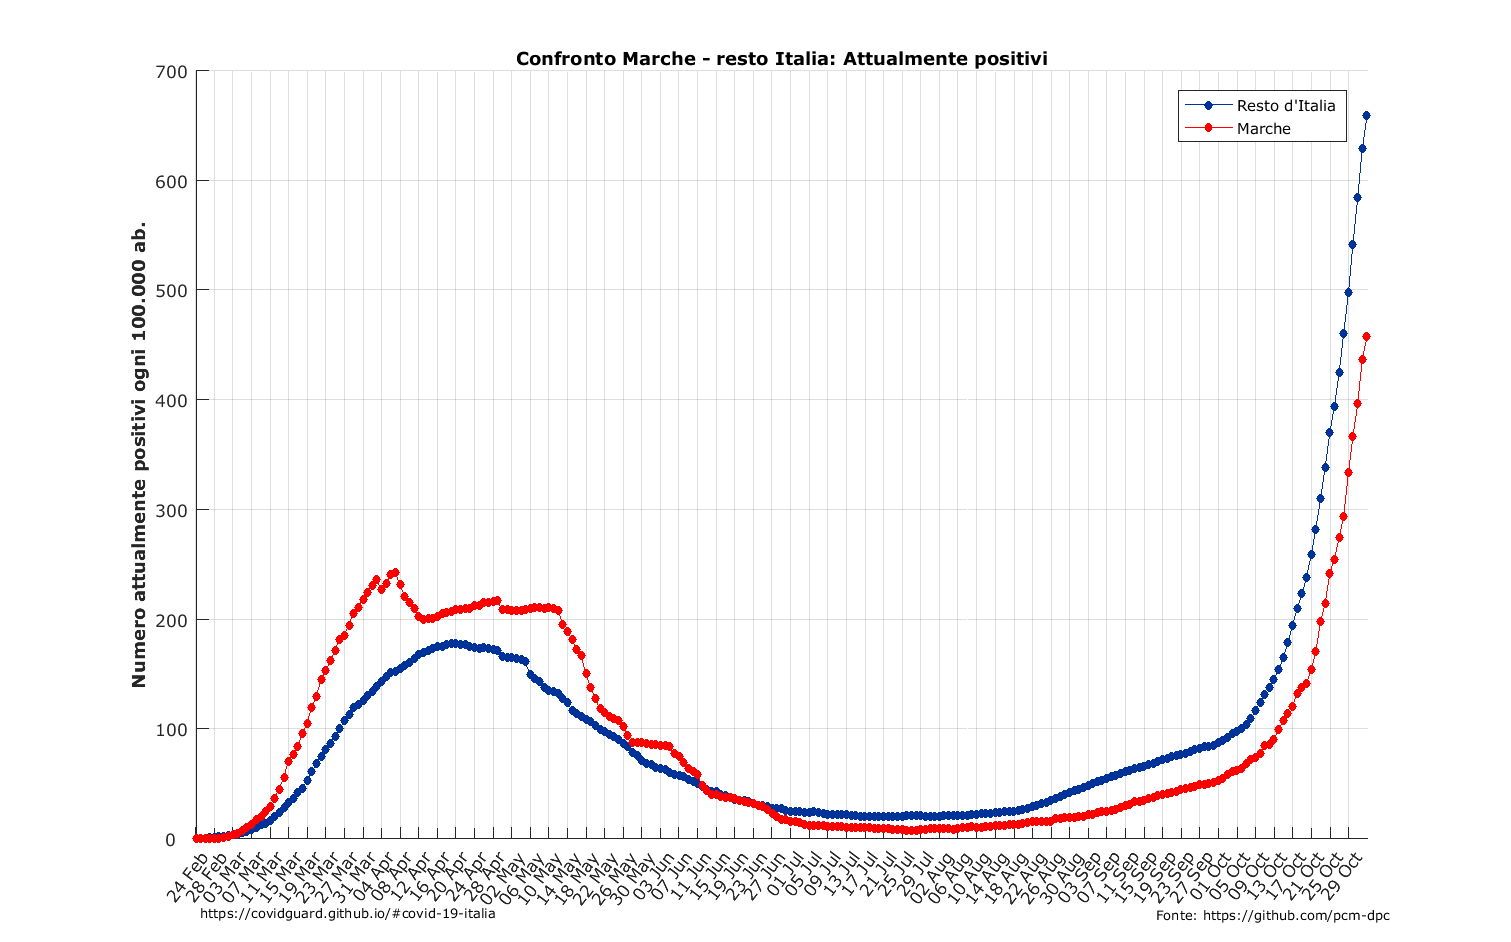 Confronto Marche - resto Italia: Attualmente positivi
Resto d'Italia
Marche
Numero attualmente positivi ogni 100.000 ab.
700
600
500
400
300
200
100
0
24 Feb
28 Feb
03 Mar
07 Mar
11 Mar
15 Mar
19 Mar
23 Mar
27 Mar
31 Mar
04 Apr
08 Apr
12 Apr
16 Apr
20 Apr
24 Apr
28 Apr
02 May
06 May
10 May
14 May
18 May
22 May
26 May
30 May
03 Jun
07 Jun
11 Jun
15 Jun
19 Jun
23 Jun
27 Jun
01 Jul
05 Jul
09 Jul
13 Jul
17 Jul
21 Jul
25 Jul
29 Jul
02 Aug
06 Aug
10 Aug
14 Aug
18 Aug
22 Aug
26 Aug
30 Aug
03 Sep
07 Sep
11 Sep
15 Sep
19 Sep
23 Sep
27 Sep
01 Oct
05 Oct
09 Oct
13 Oct
17 Oct
21 Oct
25 Oct
29 Oct
https://covidguard.github.io/#covid-19-italia
Fonte: https://github.com/pcm-dpc